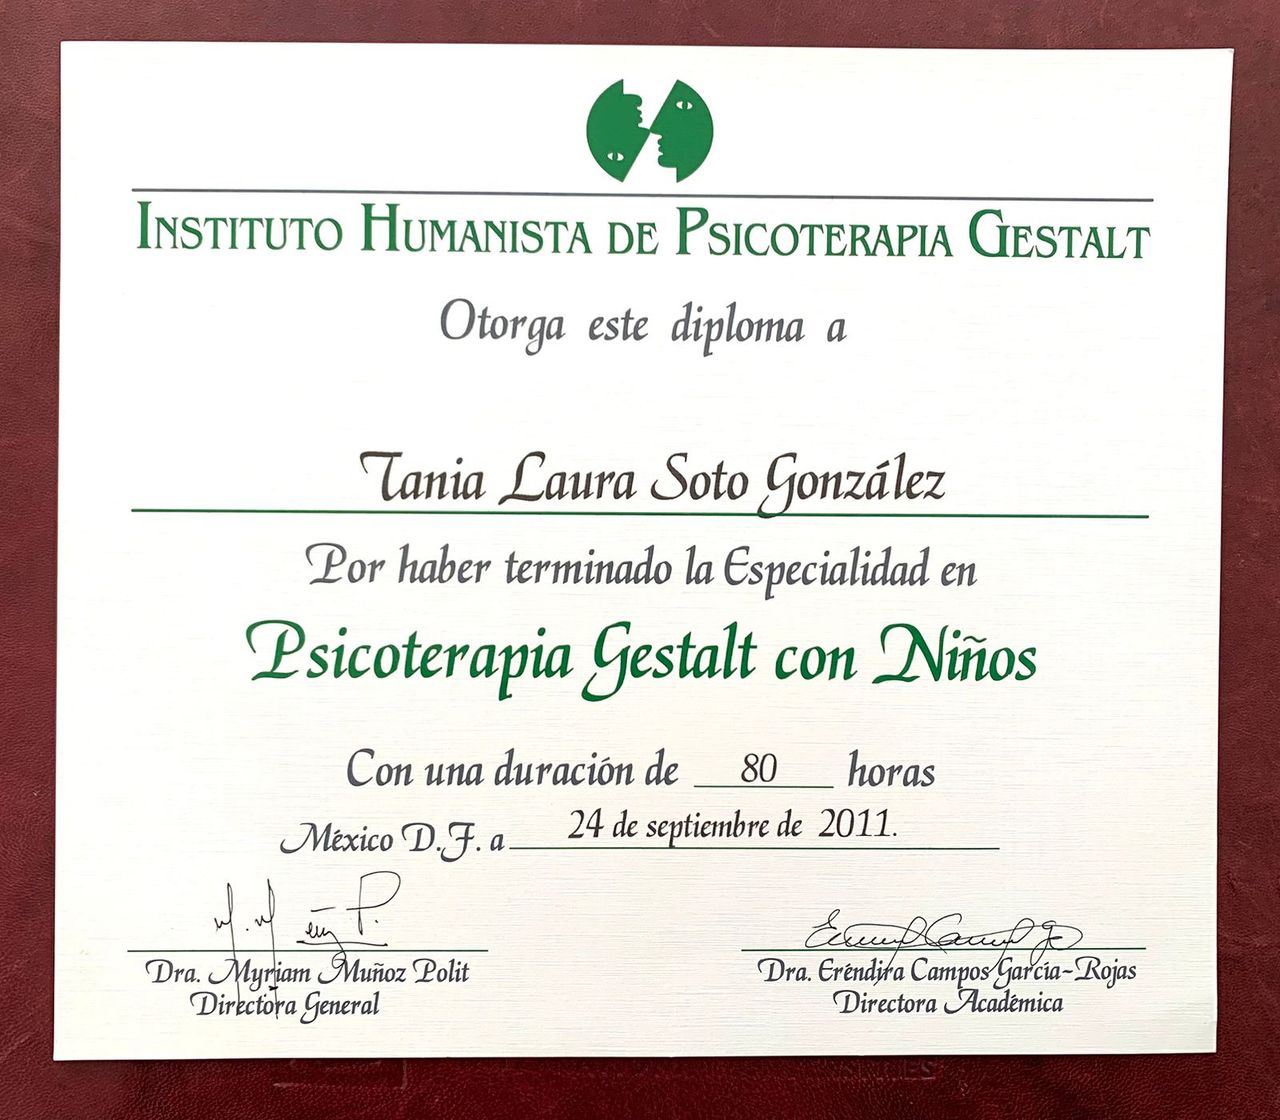 INSTITUTO HUMANISTA DE PSICOTERAPIA GESTALT
Otorga este diploma a
Tania Laura Soto González
Por haber terminado la Especialidad en
Psicoterapia Gestalt con Niños
Con una duración de 80 horas
México D.F. a 24 de septiembre de 2011.
Dra. Myriam Muñoz Polit
Directora General
Dra. Eréndira Campos García-Rojas
Directora Académica